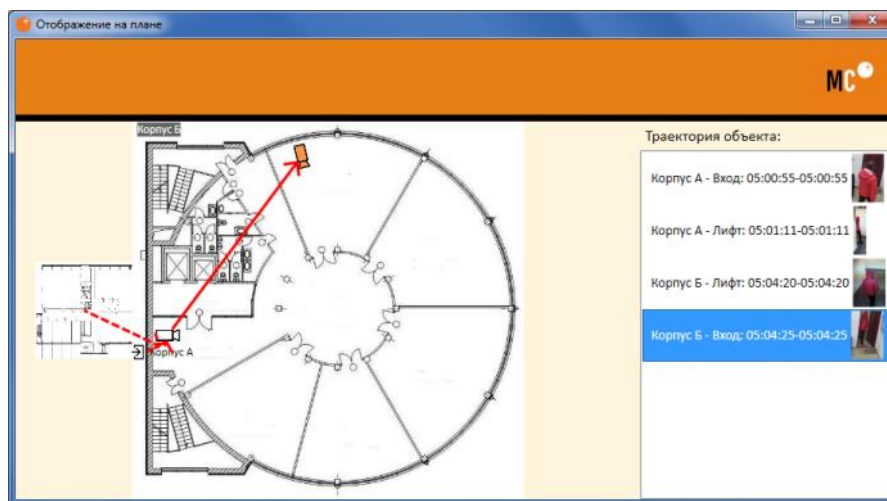 Отображение на плане
МС
Корпус Б
Траектория объекта:
Корпус А - Вход: 05:00:55-05:00:55
Корпус А - Лифт: 05:01:11-05:01:11
Корпус Б - Лифт: 05:04:20-05:04:20
Корпус Б - Вход: 05:04:25-05:04:25
Корпус А